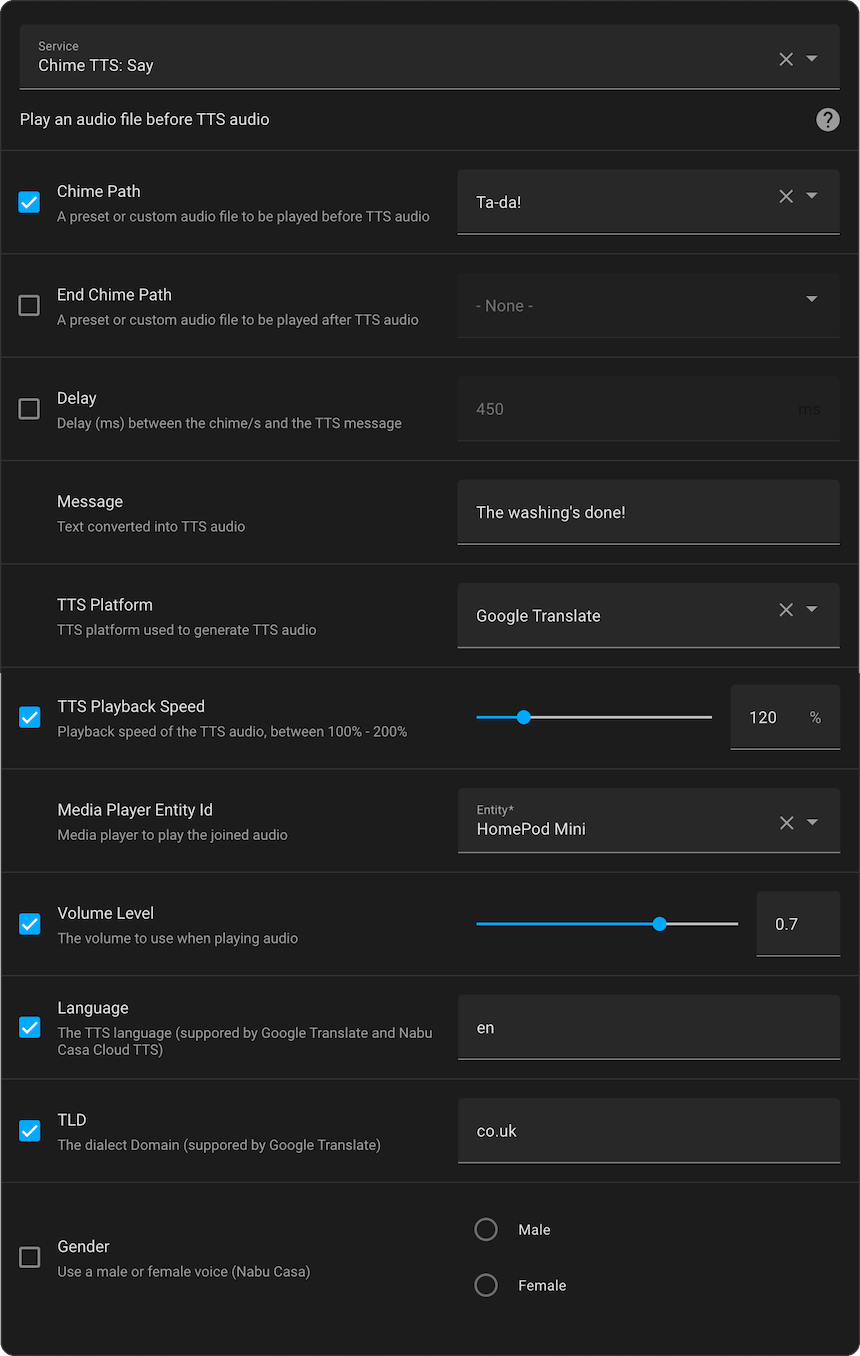 Service
Chime TTS: Say
Play an audio file before TTS audio
Chime Path
A preset or custom audio file to be played before TTS audio
Ta-da!
End Chime Path
A preset or custom audio file to be played after TTS audio
- None -
Delay
Delay (ms) between the chime/s and the TTS message
450 ms
Message
Text converted into TTS audio
The washing's done!
TTS Platform
TTS platform used to generate TTS audio
Google Translate
TTS Playback Speed
Playback speed of the TTS audio, between 100% - 200%
120 %
Media Player Entity Id
Media player to play the joined audio
Entity*
HomePod Mini
Volume Level
The volume to use when playing audio
0.7
Language
The TTS language (suppored by Google Translate and Nabu
Casa Cloud TTS)
en
TLD
The dialect Domain (suppored by Google Translate)
co.uk
Gender
Use a male or female voice (Nabu Casa)
Male
Female